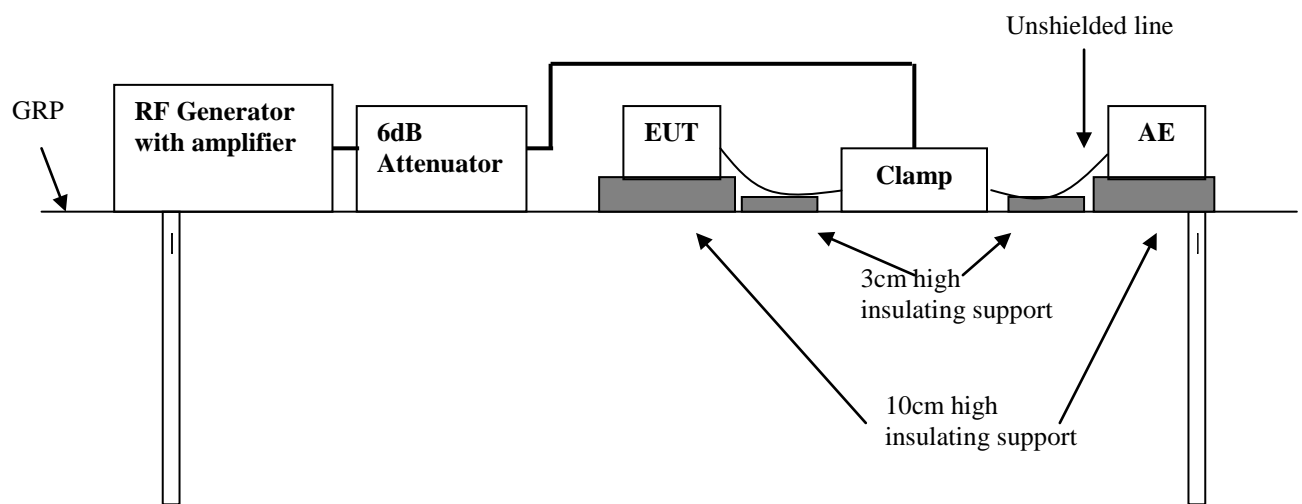 Unshielded line
GRP
RF Generator
with amplifier
6dB
Attenuator
EUT
Clamp
AE
3cm high
insulating support
10cm high
insulating support